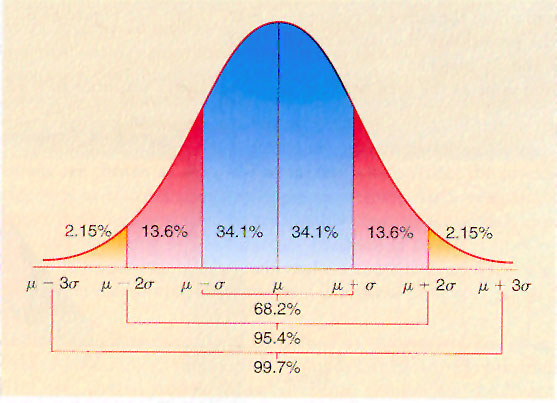 2.15% 13.6% 34.1% 34.1% 13.6% 2.15%
μ − 3σ μ − 2σ μ − σ μ μ + σ μ + 2σ μ + 3σ
68.2%
95.4%
99.7%